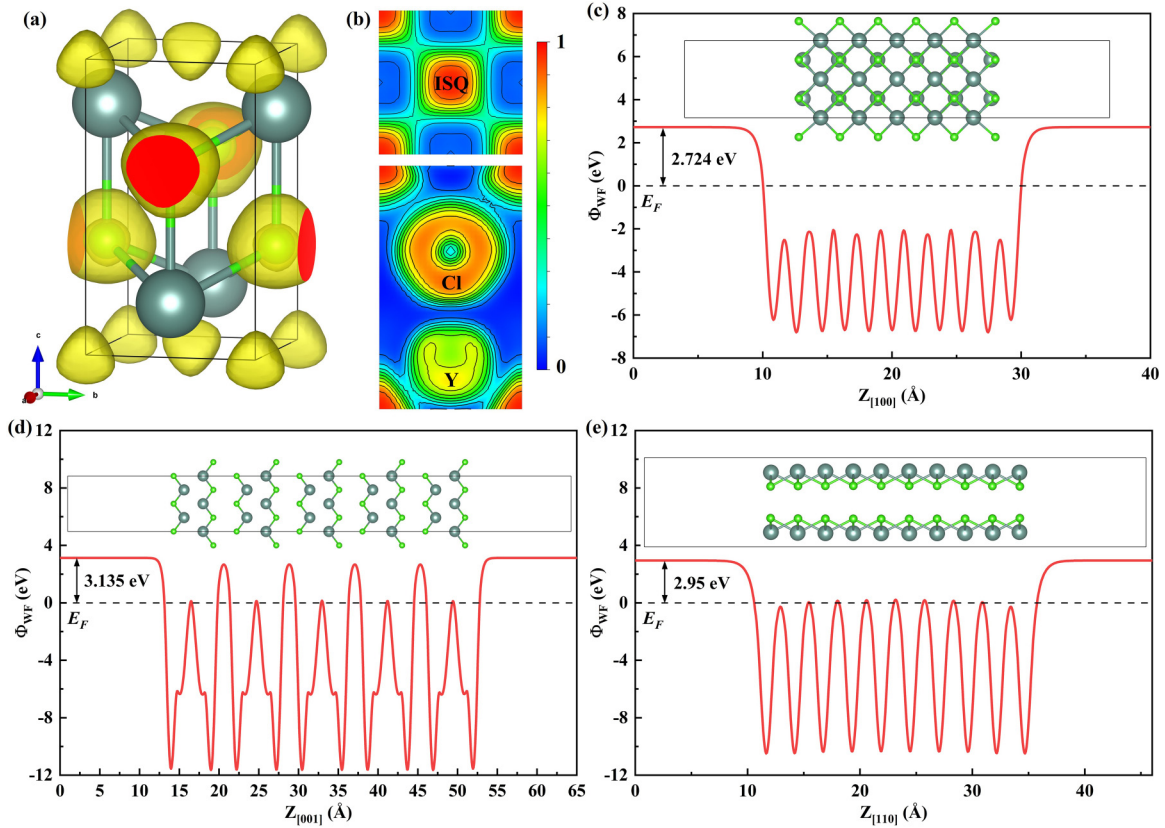 (a)
c
b
a
(b)
ISQ
Cl
Y
1
0
(c)
8
6
4
2
0
-2
-4
-6
-8
Φ_WF (eV)
2.724 eV
E_F
0 10 20 30 40
Z_[100] (Å)
(d)
12
8
4
0
-4
-8
-12
Φ_WF (eV)
3.135 eV
E_F
0 5 10 15 20 25 30 35 40 45 50 55 60 65
Z_[001] (Å)
(e)
12
8
4
0
-4
-8
-12
Φ_WF (eV)
2.95 eV
E_F
0 10 20 30 40
Z_[110] (Å)